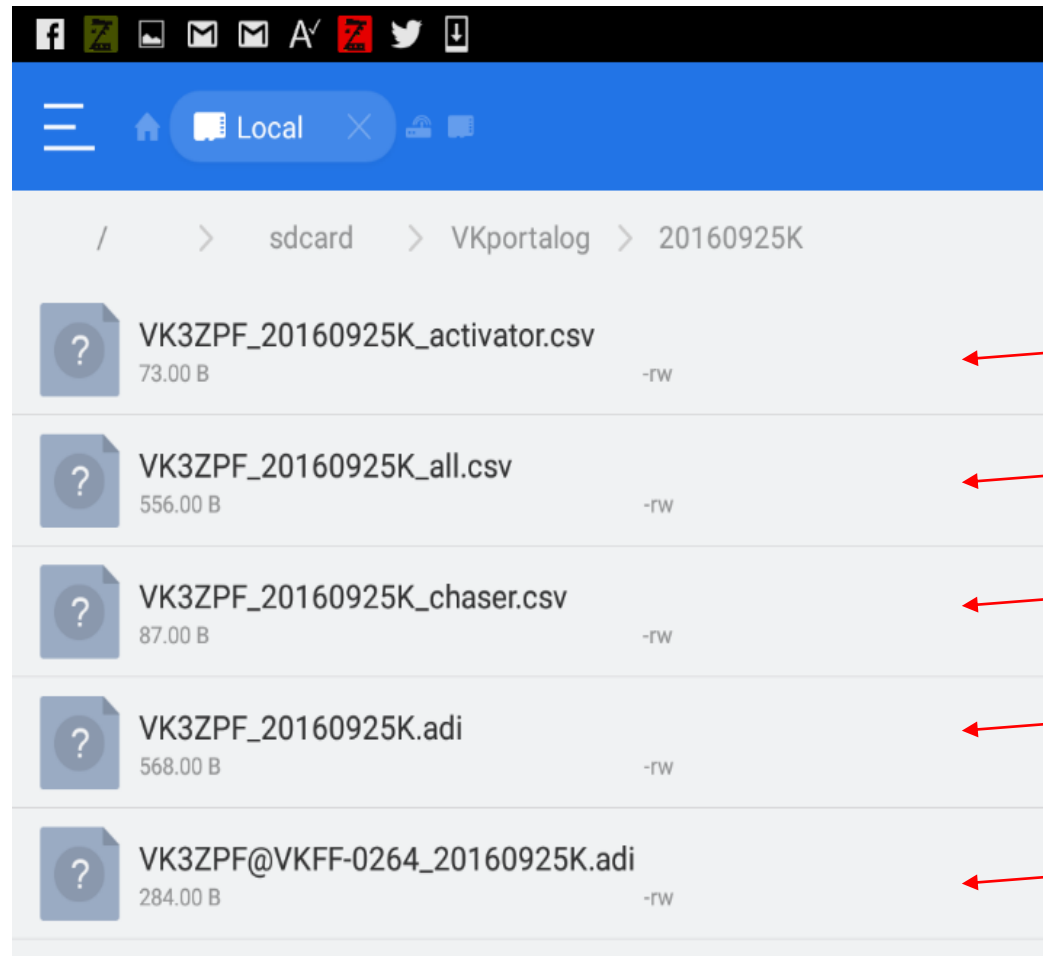 Local
/ > sdcard > VKportalog > 20160925K
VK3ZPF_20160925K_activator.csv
73.00 B -rw
VK3ZPF_20160925K_all.csv
556.00 B -rw
VK3ZPF_20160925K_chaser.csv
87.00 B -rw
VK3ZPF_20160925K.adi
568.00 B -rw
VK3ZPF@VKFF-0264_20160925K.adi
284.00 B -rw